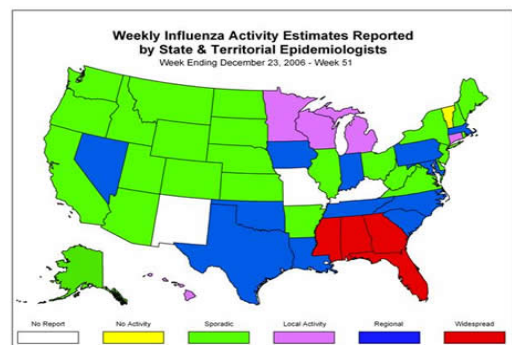 Weekly Influenza Activity Estimates Reported
by State & Territorial Epidemiologists
Week Ending December 23, 2006 - Week 51
No Report
No Activity
Sporadic
Local Activity
Regional
Widespread